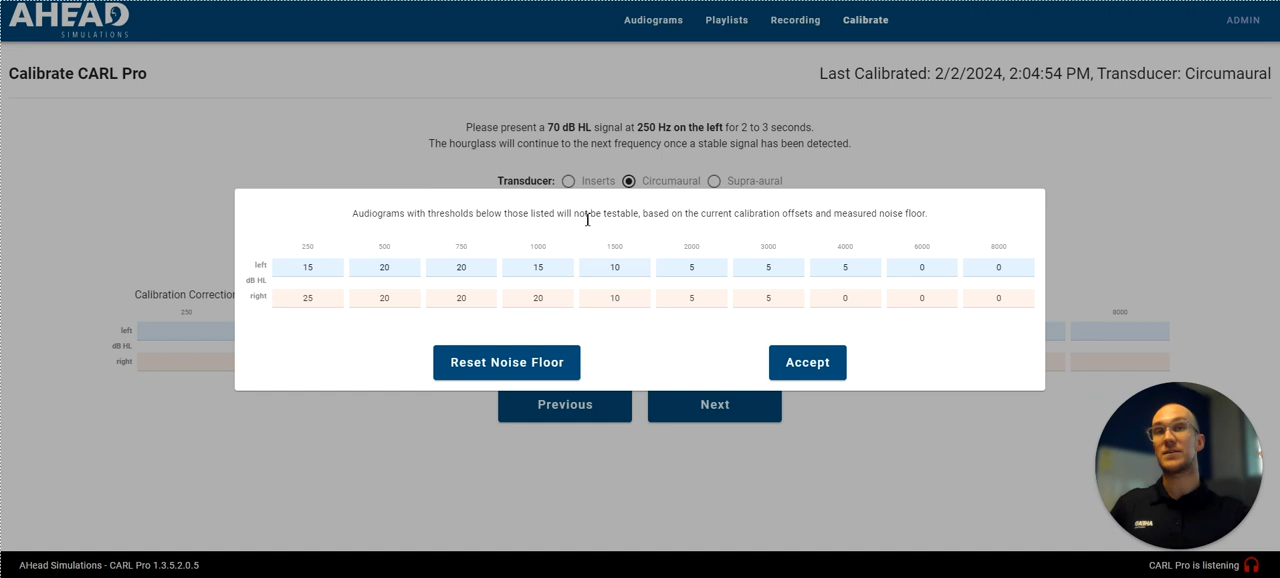 AHEAD
SIMULATIONS
Audiograms Playlists Recording Calibrate ADMIN
Calibrate CARL Pro
Last Calibrated: 2/2/2024, 2:04:54 PM, Transducer: Circumaural
Please present a 70 dB HL signal at 250 Hz on the left for 2 to 3 seconds.
The hourglass will continue to the next frequency once a stable signal has been detected.
Transducer: Inserts Circumaural Supra-aural
Audiograms with thresholds below those listed will not be testable, based on the current calibration offsets and measured noise floor.
250 500 750 1000 1500 2000 3000 4000 6000 8000
left 15 20 20 15 10 5 5 5 0 0
dB HL
right 25 20 20 20 10 5 5 0 0 0
Calibration Correction
250 8000
left
dB HL
right
Reset Noise Floor Accept
Previous Next
AHead Simulations - CARL Pro 1.3.5.2.0.5
CARL Pro is listening